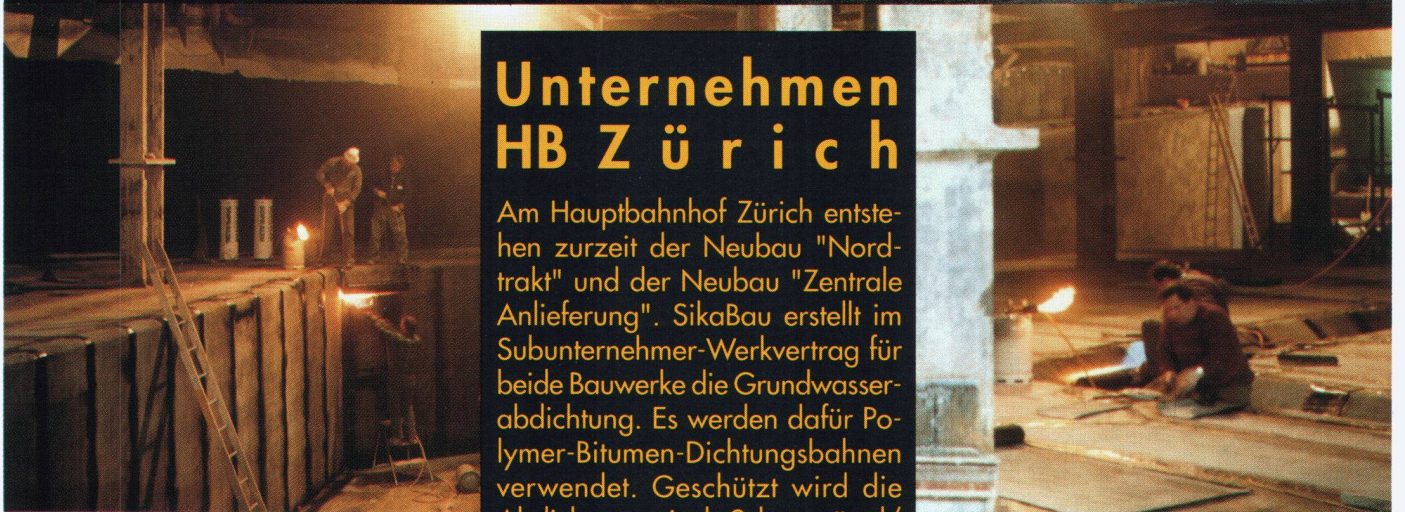 Unternehmen
HB Zürich
Am Hauptbahnhof Zürich entste-
hen zurzeit der Neubau "Nord-
trakt" und der Neubau "Zentrale
Anlieferung". SikaBau erstellt im
Subunternehmer-Werkvertrag für
beide Bauwerke die Grundwasser-
abdichtung. Es werden dafür Po-
lymer-Bitumen-Dichtungsbahnen
verwendet. Geschützt wird die